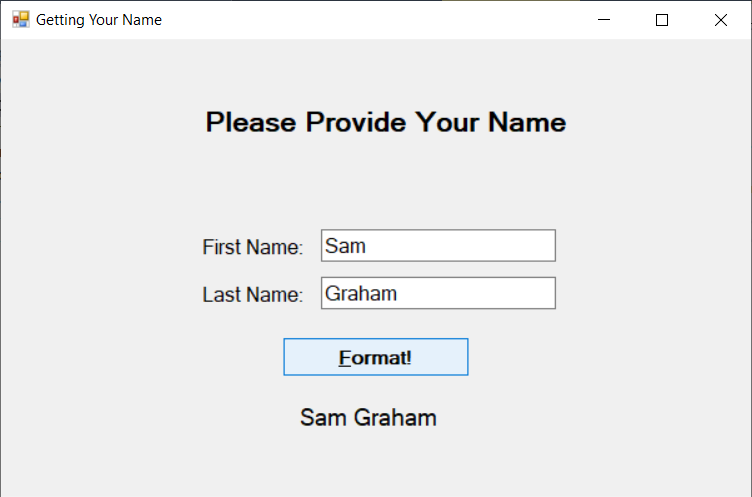 Getting Your Name
Please Provide Your Name
First Name: Sam
Last Name: Graham
Format!
Sam Graham